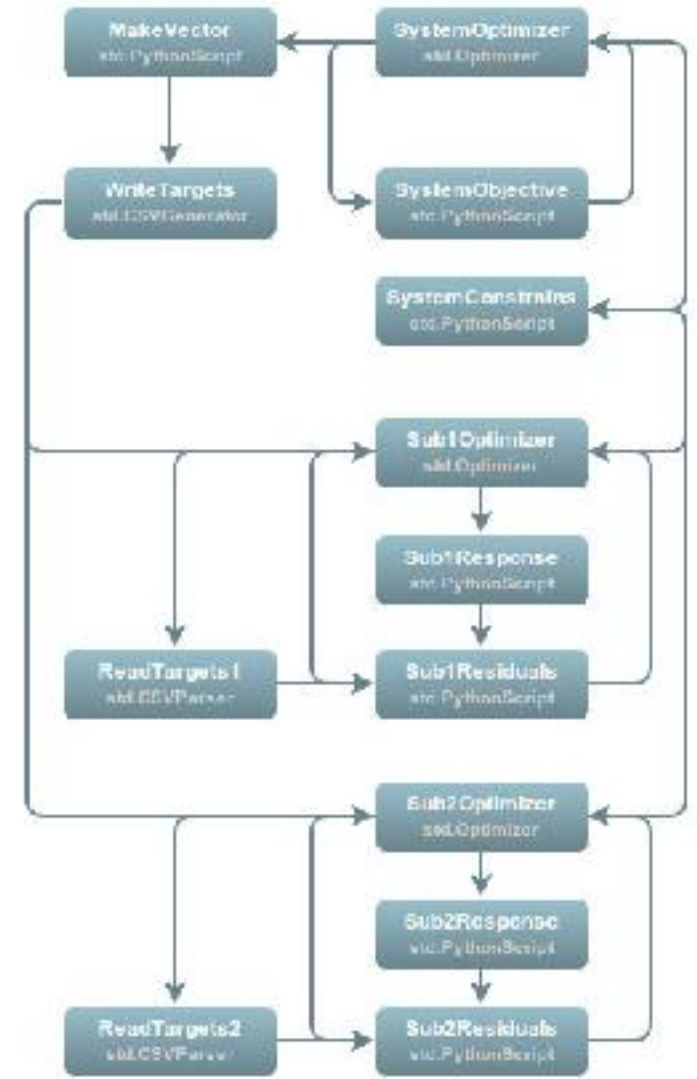 MakeVector
std.PythonScript
SystemOptimizer
std.Optimizer
WriteTargets
std.CSVGenerator
SystemObjective
std.PythonScript
SystemConstrains
std.PythonScript
Sub1Optimizer
std.Optimizer
Sub1Response
std.PythonScript
ReadTargets1
std.CSVParser
Sub1Residuals
std.PythonScript
Sub2Optimizer
std.Optimizer
Sub2Response
std.PythonScript
ReadTargets2
std.CSVParser
Sub2Residuals
std.PythonScript